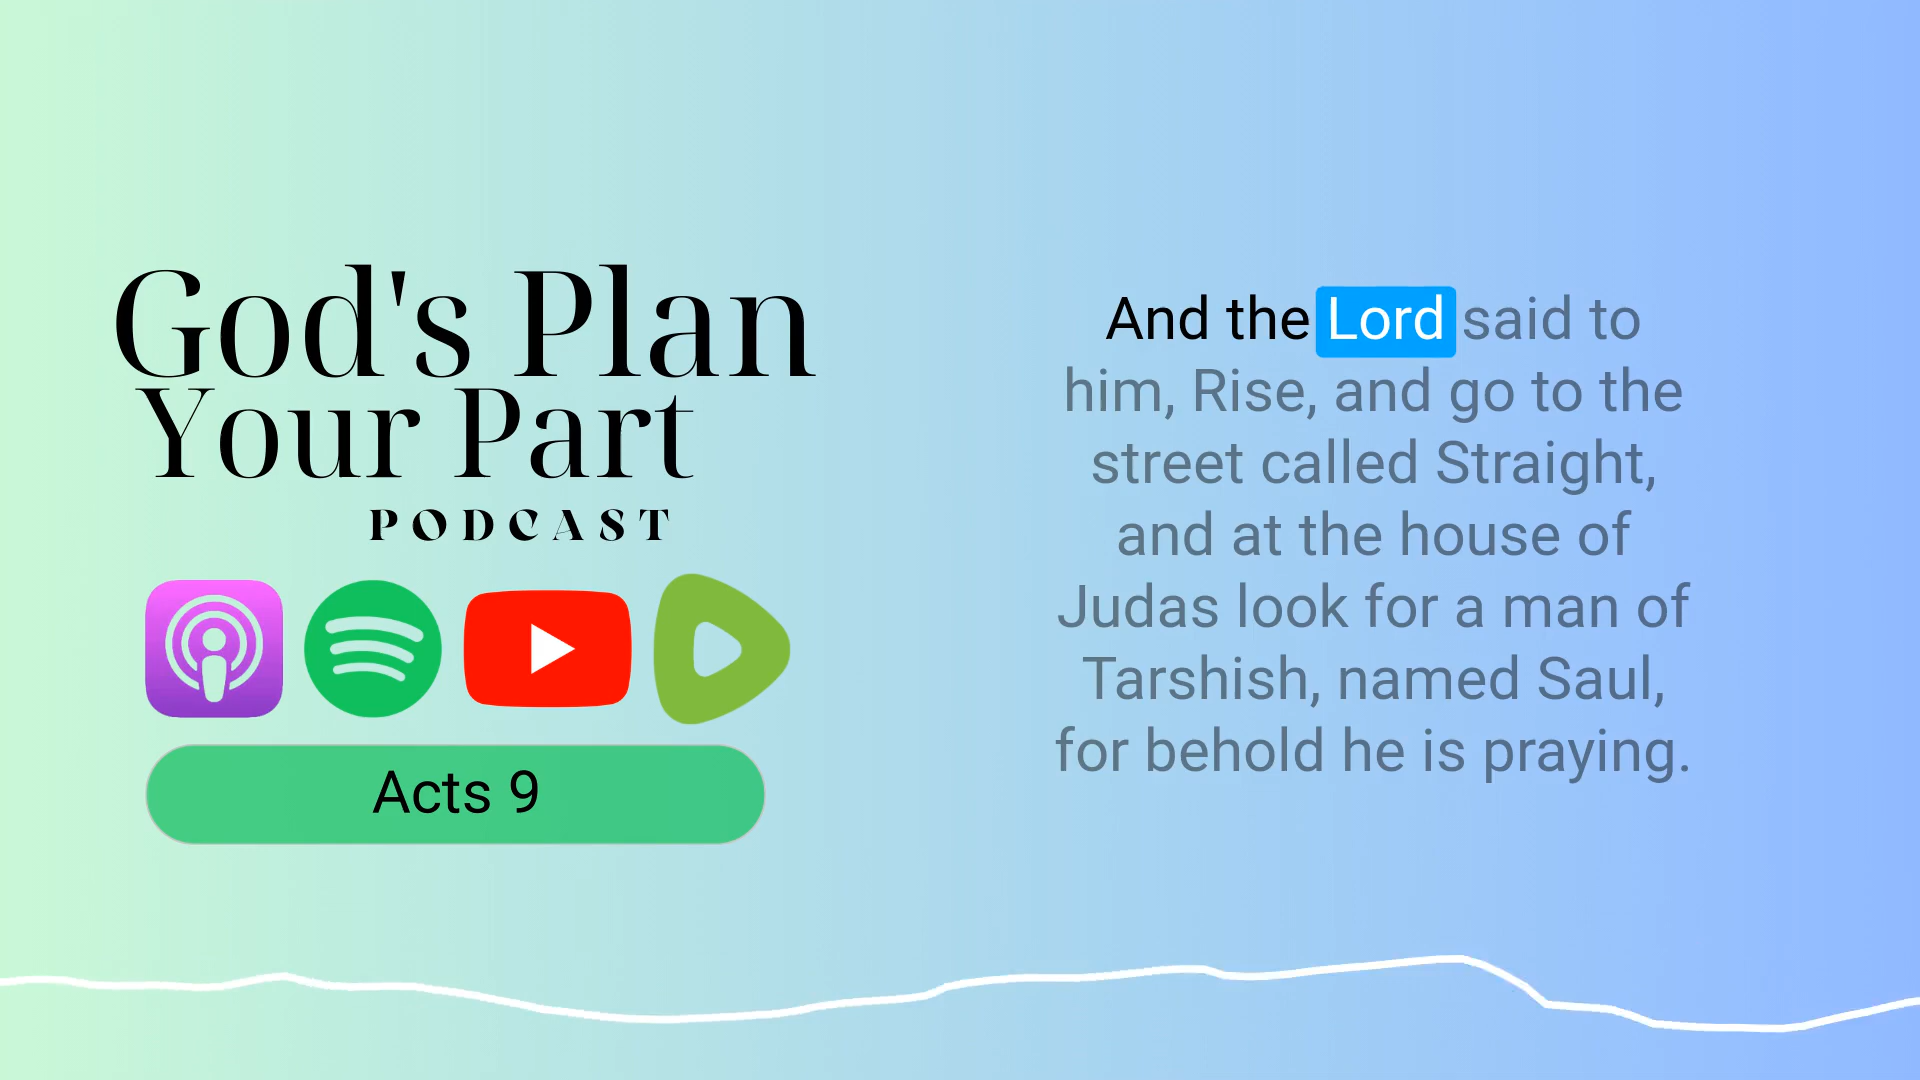 God's Plan
Your Part
PODCAST
Acts 9
And the Lord said to
him, Rise, and go to the
street called Straight,
and at the house of
Judas look for a man of
Tarshish, named Saul,
for behold he is praying.